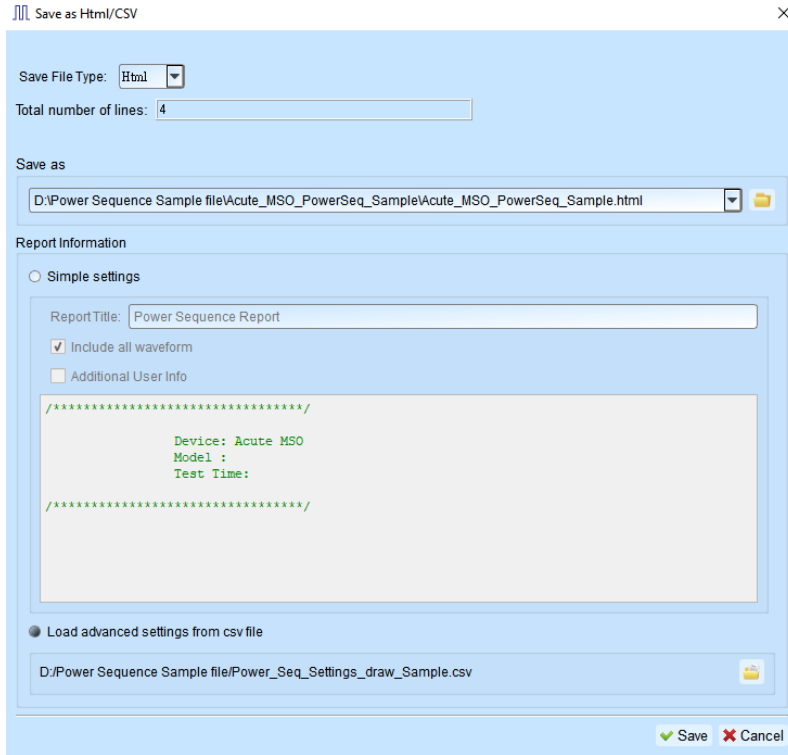 Save as Html/CSV
Save File Type: Html
Total number of lines: 4
Save as
D:\Power Sequence Sample file\Acute_MSO_PowerSeq_Sample\Acute_MSO_PowerSeq_Sample.html
Report Information
Simple settings
Report Title: Power Sequence Report
Include all waveform
Additional User Info
/*********************************/
Device: Acute MSO
Model :
Test Time:
/*********************************/
Load advanced settings from csv file
D:/Power Sequence Sample file/Power_Seq_Settings_draw_Sample.csv
Save Cancel